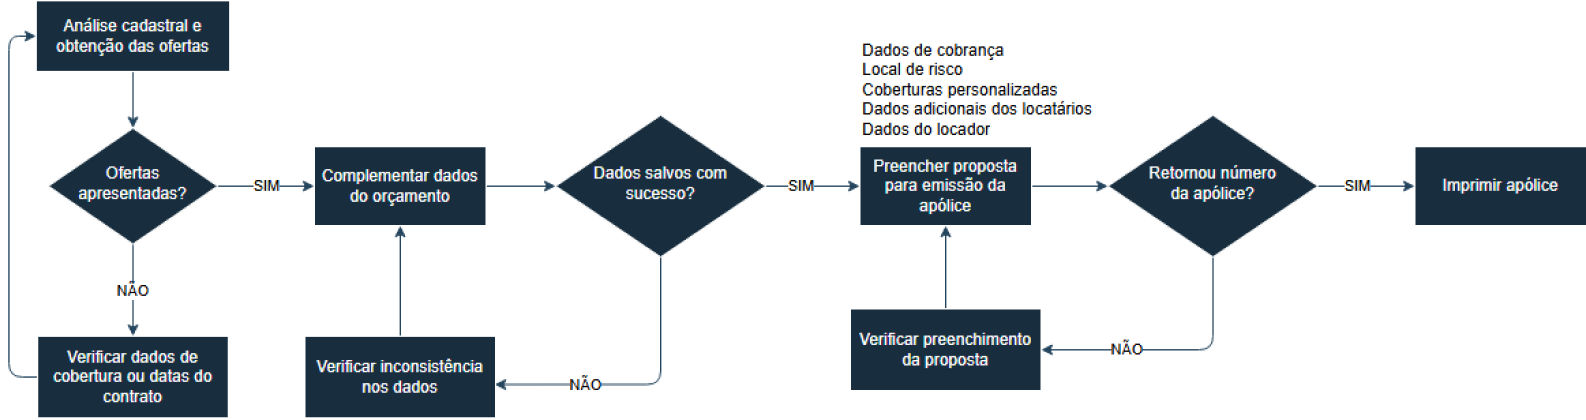 Análise cadastral e
obtenção das ofertas
Ofertas
apresentadas?
SIM
NÃO
Verificar dados de
cobertura ou datas do
contrato
Complementar dados
do orçamento
Dados salvos com
sucesso?
SIM
NÃO
Verificar inconsistência
nos dados
Dados de cobrança
Local de risco
Coberturas personalizadas
Dados adicionais dos locatários
Dados do locador
Preencher proposta
para emissão da
apólice
Retornou número
da apólice?
SIM
NÃO
Verificar preenchimento
da proposta
Imprimir apólice